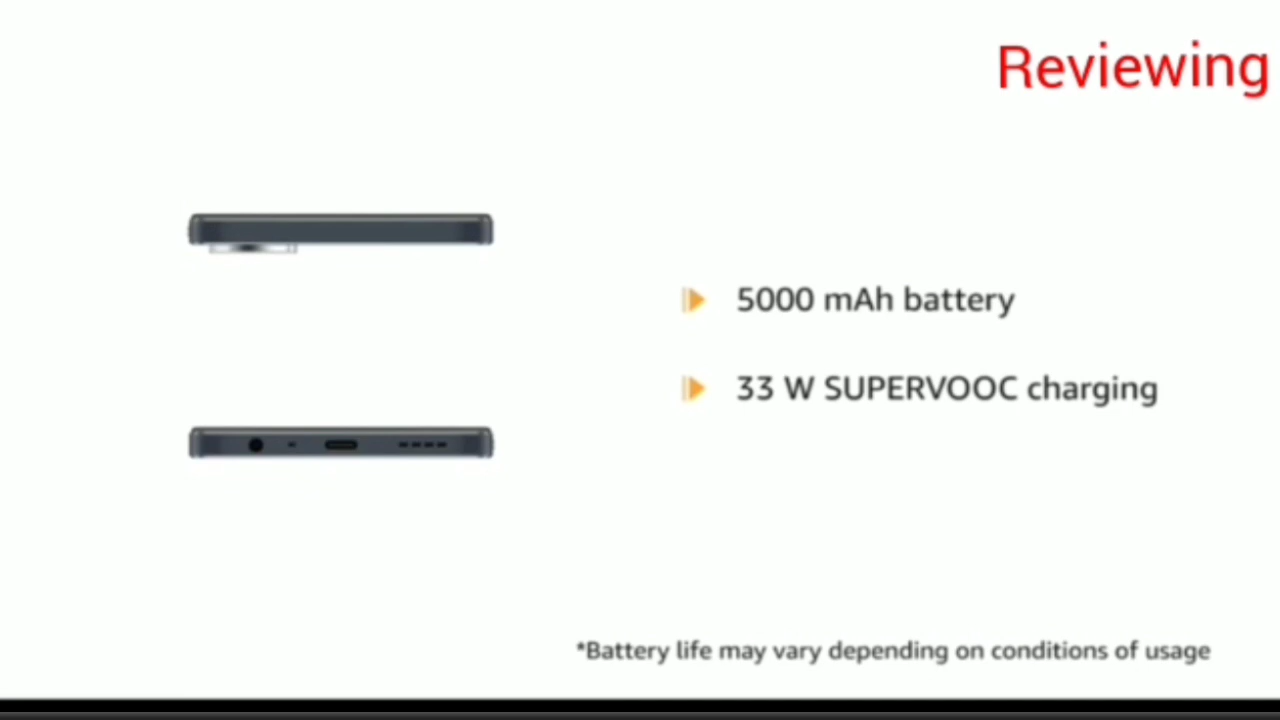 Reviewing
5000 mAh battery
33 W SUPERVOOC charging
*Battery life may vary depending on conditions of usage